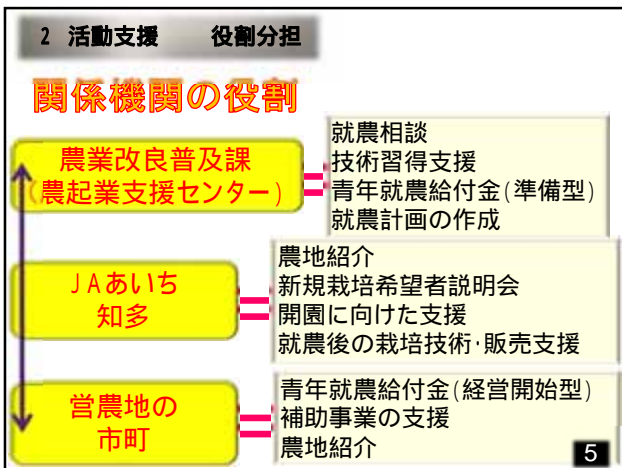 2 活動支援 役割分担
関係機関の役割
農業改良普及課
(農起業支援センター)
就農相談
技術習得支援
青年就農給付金(準備型)
就農計画の作成
JAあいち
知多
農地紹介
新規栽培希望者説明会
開園に向けた支援
就農後の栽培技術･販売支援
営農地の
市町
青年就農給付金(経営開始型)
補助事業の支援
農地紹介
5